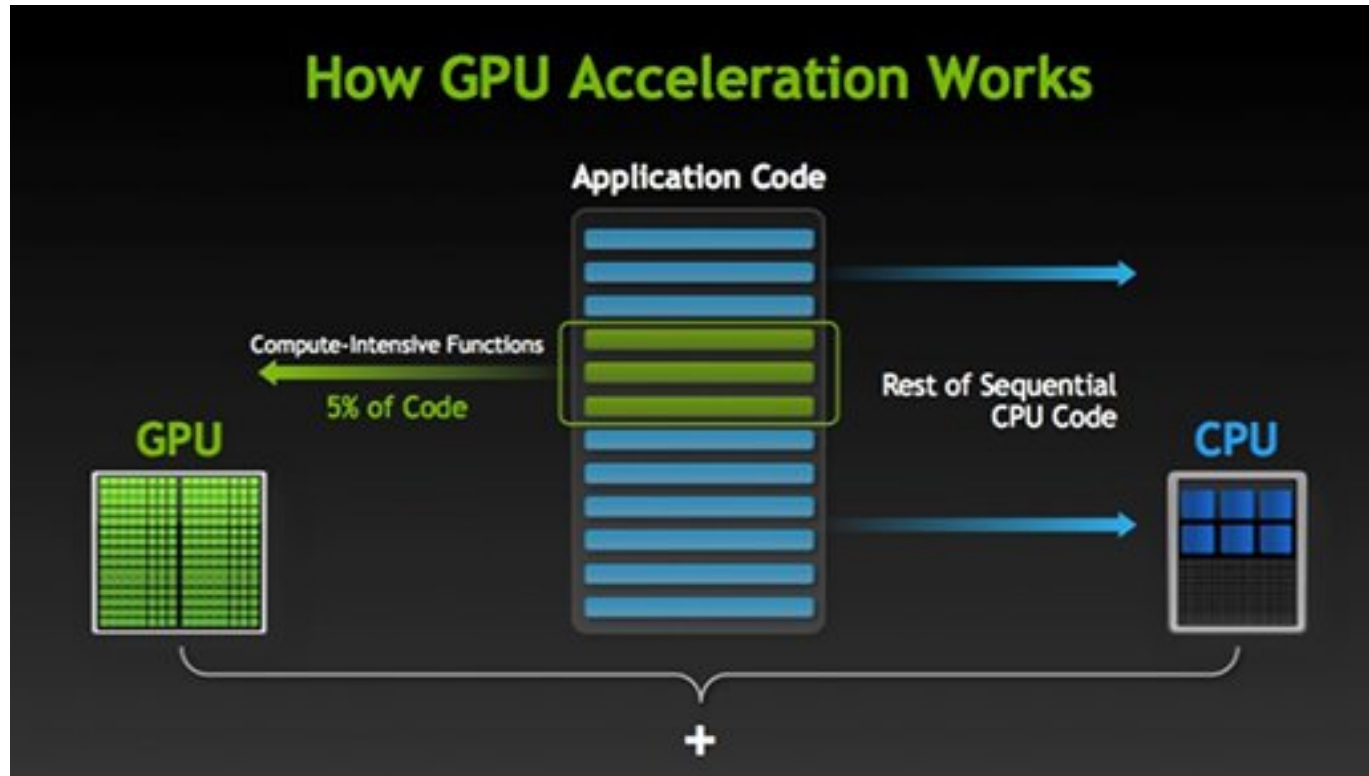 How GPU Acceleration Works
Application Code
Compute-Intensive Functions
5% of Code
Rest of Sequential
CPU Code
GPU
CPU
+